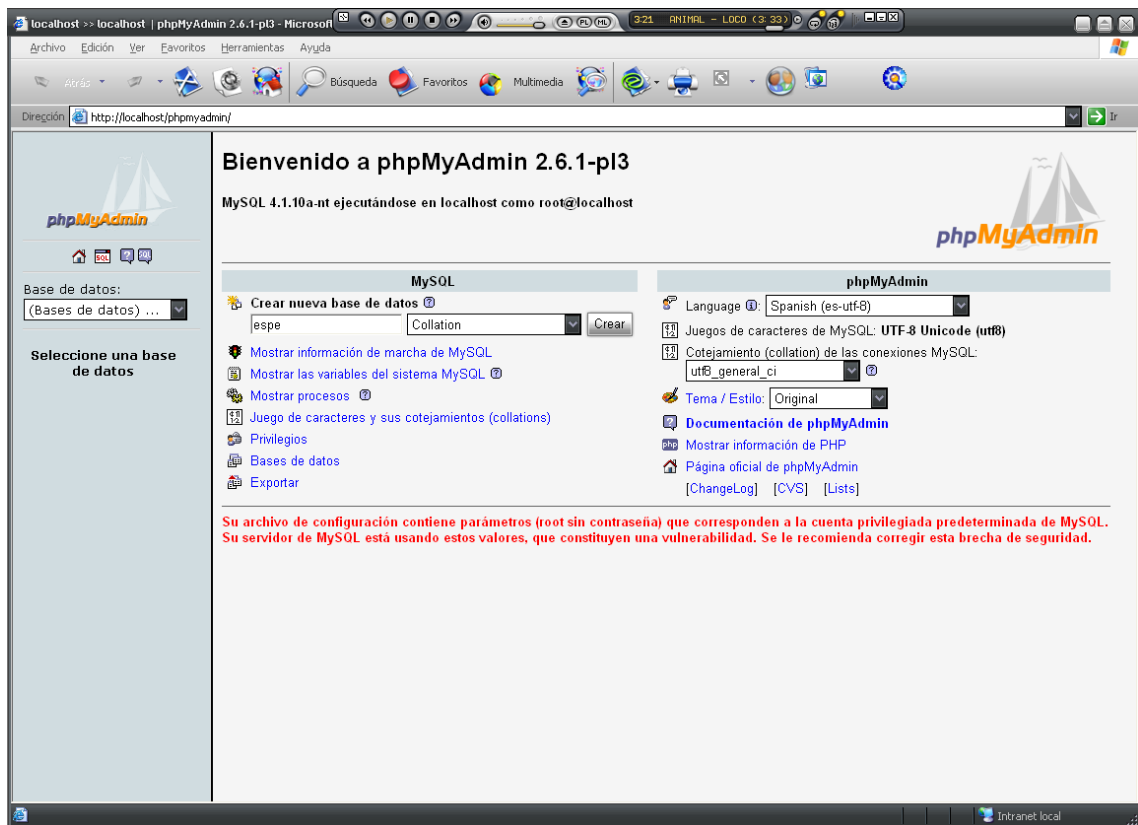 localhost >> localhost | phpMyAdmin 2.6.1-pl3 - Microsoft
PL ML
3:21 ANIMAL - LOCO (3:33)
Archivo Edición Ver Favoritos Herramientas Ayuda
Atrás Búsqueda Favoritos Multimedia
Dirección http://localhost/phpmyadmin/ Ir
phpMyAdmin
SQL
Base de datos:
(Bases de datos) ...
Seleccione una base
de datos
Bienvenido a phpMyAdmin 2.6.1-pl3
MySQL 4.1.10a-nt ejecutándose en localhost como root@localhost
phpMyAdmin
MySQL
Crear nueva base de datos
espe Collation Crear
Mostrar información de marcha de MySQL
Mostrar las variables del sistema MySQL
Mostrar procesos
Juego de caracteres y sus cotejamientos (collations)
Privilegios
Bases de datos
Exportar
phpMyAdmin
Language : Spanish (es-utf-8)
Juegos de caracteres de MySQL: UTF-8 Unicode (utf8)
Cotejamiento (collation) de las conexiones MySQL:
utf8_general_ci
Tema / Estilo: Original
Documentación de phpMyAdmin
php Mostrar información de PHP
Página oficial de phpMyAdmin
[ChangeLog] [CVS] [Lists]
Su archivo de configuración contiene parámetros (root sin contraseña) que corresponden a la cuenta privilegiada predeterminada de MySQL.
Su servidor de MySQL está usando estos valores, que constituyen una vulnerabilidad. Se le recomienda corregir esta brecha de seguridad.
Intranet local